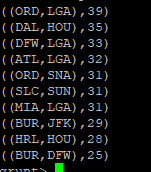 ((ORD,LGA),39)
((DAL,HOU),35)
((DFW,LGA),33)
((ATL,LGA),32)
((ORD,SNA),31)
((SLC,SUN),31)
((MIA,LGA),31)
((BUR,JFK),29)
((HRL,HOU),28)
((BUR,DFW),25)
grunt>